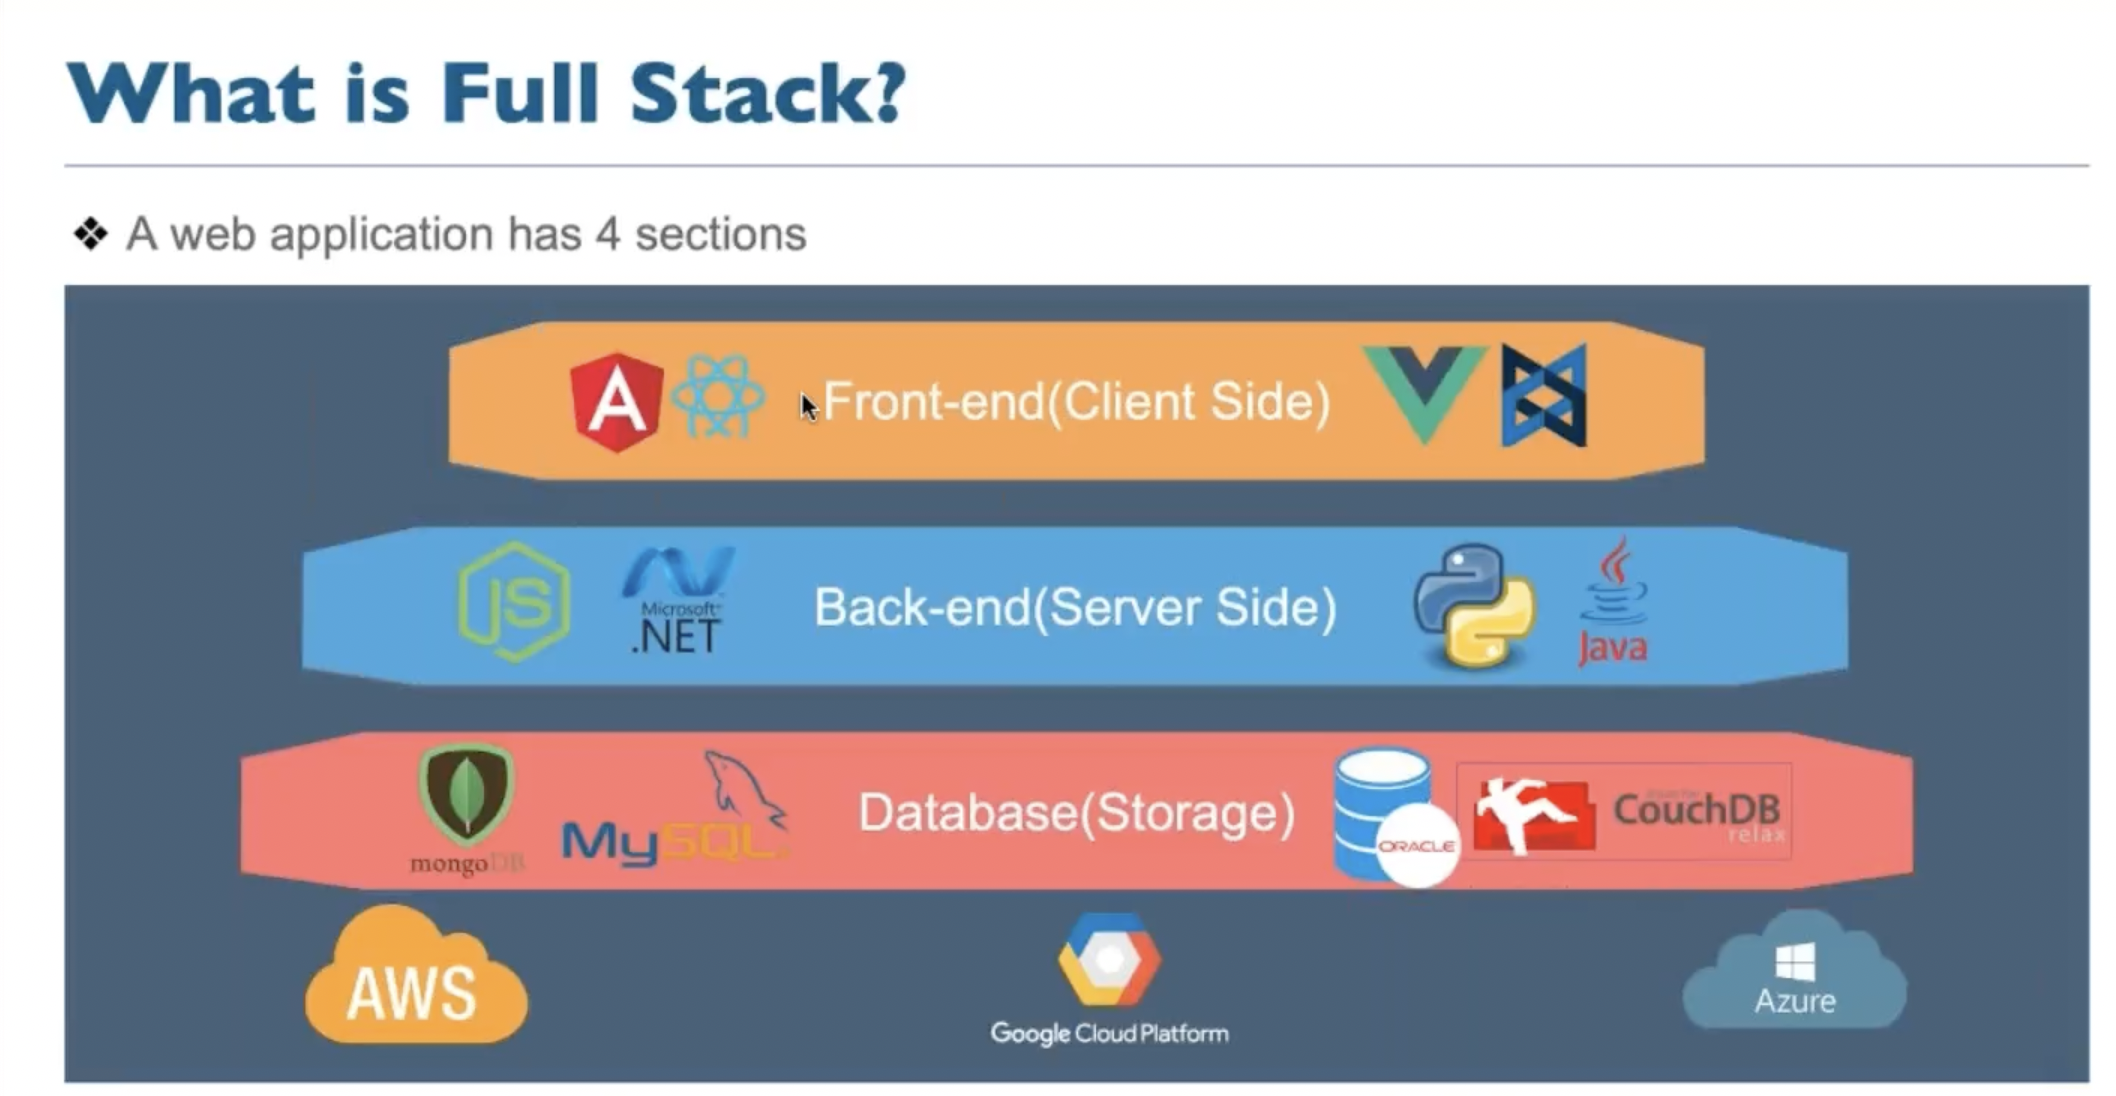 What is Full Stack?
❖ A web application has 4 sections
A
Front-end(Client Side)
JS
Microsoft
.NET
Back-end(Server Side)
Java
mongoDB
MySQL
Database(Storage)
ORACLE
CouchDB
relax
AWS
Google Cloud Platform
Azure